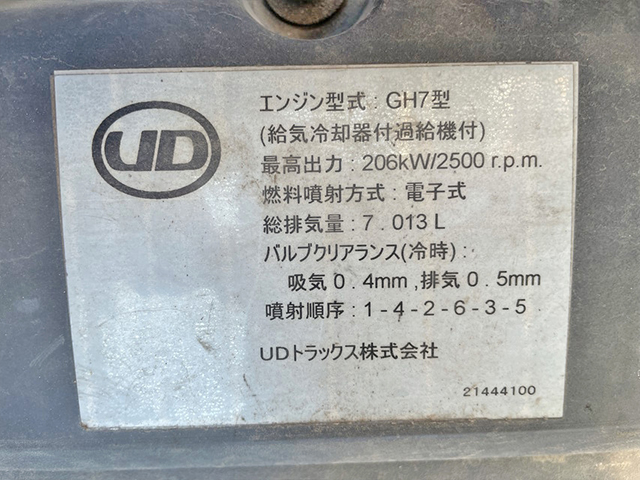 UD
エンジン型式 : GH7型
(給気冷却器付過給機付)
最高出力 : 206kW/2500 r.p.m.
燃料噴射方式 : 電子式
総排気量 : 7 . 013 L
バルブクリアランス(冷時) :
吸気 0 . 4mm ,排気 0 . 5mm
噴射順序 : 1 - 4 - 2 - 6 - 3 - 5
UDトラックス株式会社
21444100